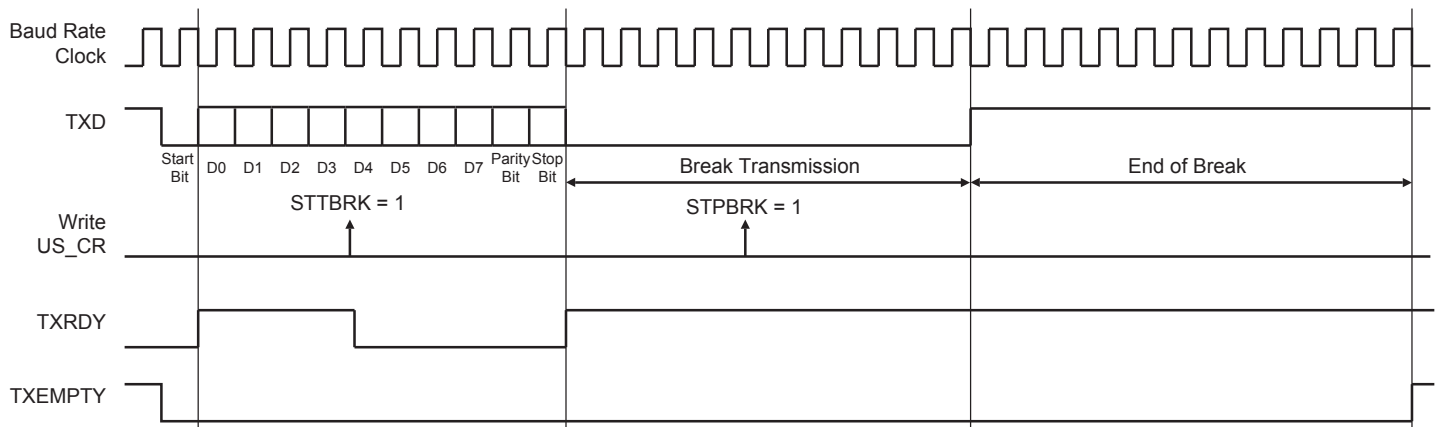 Baud Rate
Clock
TXD
Start
Bit
D0 D1 D2 D3 D4 D5 D6 D7
Parity
Bit
Stop
Bit
Break Transmission
End of Break
STTBRK = 1
STPBRK = 1
Write
US_CR
TXRDY
TXEMPTY